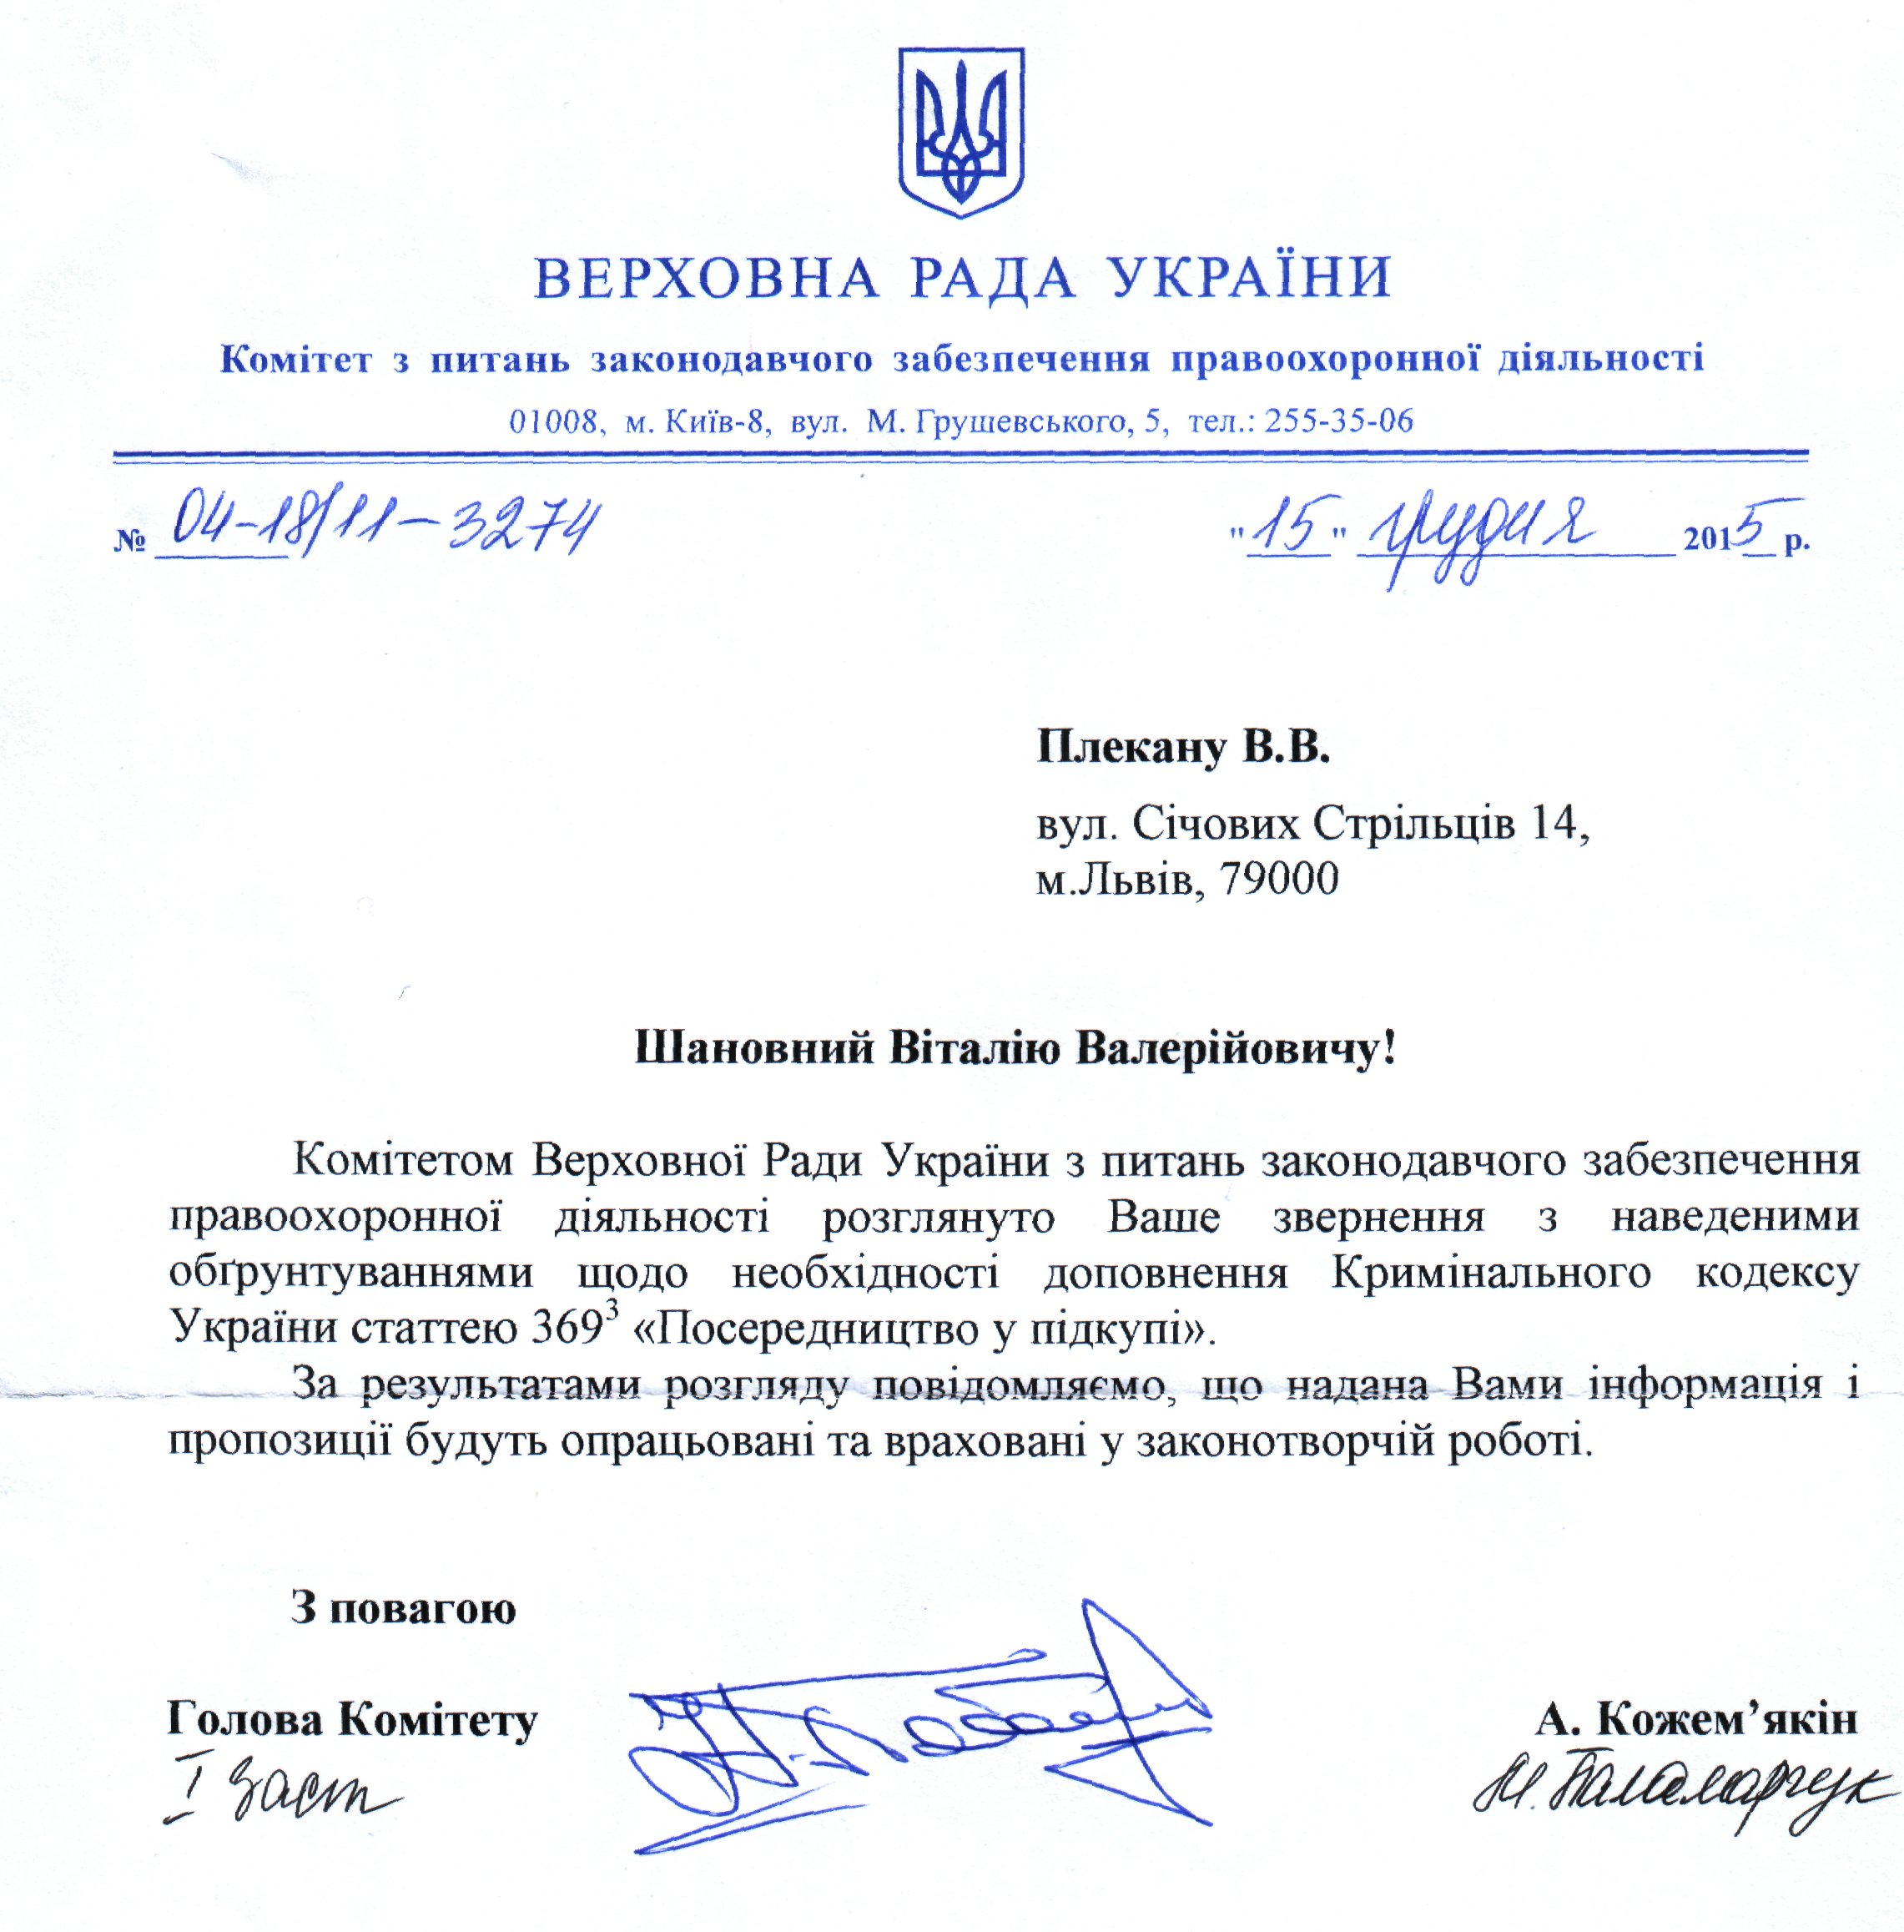 ВЕРХОВНА РАДА УКРАЇНИ
Комітет з питань законодавчого забезпечення правоохоронної діяльності
01008, м. Київ-8, вул. М. Грушевського, 5, тел.: 255-35-06
№ 04-18/11-3274 "15" грудня 2015 р.
Плекану В.В.
вул. Січових Стрільців 14,
м.Львів, 79000
Шановний Віталію Валерійовичу!
Комітетом Верховної Ради України з питань законодавчого забезпечення
правоохоронної діяльності розглянуто Ваше звернення з наведеними
обґрунтуваннями щодо необхідності доповнення Кримінального кодексу
України статтею 369³ «Посередництво у підкупі».
За результатами розгляду повідомляємо, що надана Вами інформація і
пропозиції будуть опрацьовані та враховані у законотворчій роботі.
З повагою
Голова Комітету А. Кожем’якін
І заст М. Паламарчук